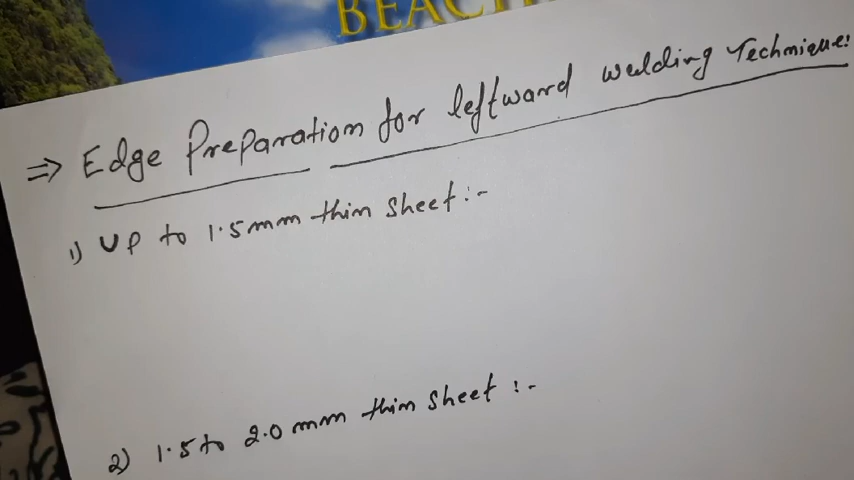 BEACH
⇒ Edge Preparation for leftward welding Technique:
1) UP to 1.5mm thin sheet:-
2) 1.5 to 2.0 mm thin sheet :-